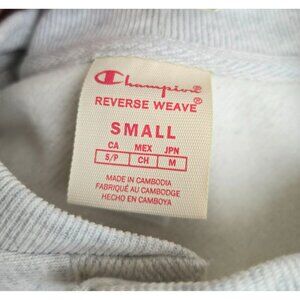 Champion®
REVERSE WEAVE®
SMALL
CA MEX JPN
S/P CH M
MADE IN CAMBODIA
FABRIQUÉ AU CAMBODGE
HECHO EN CAMBOYA